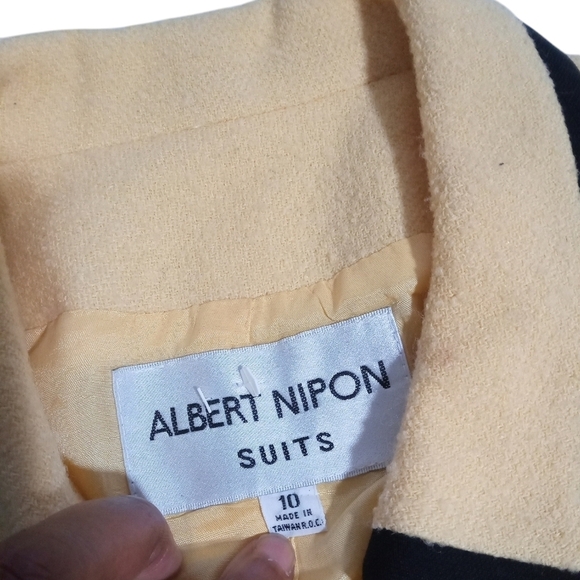 ALBERT NIPON
SUITS
10
MADE IN
TAIWAN R.O.C.